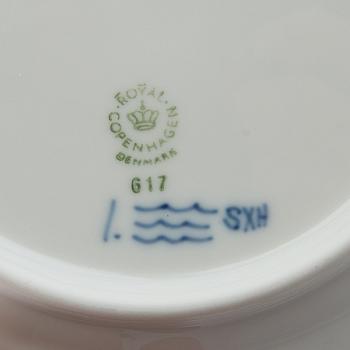 ROYAL
COPENHAGEN
DENMARK
617
1.
SXH